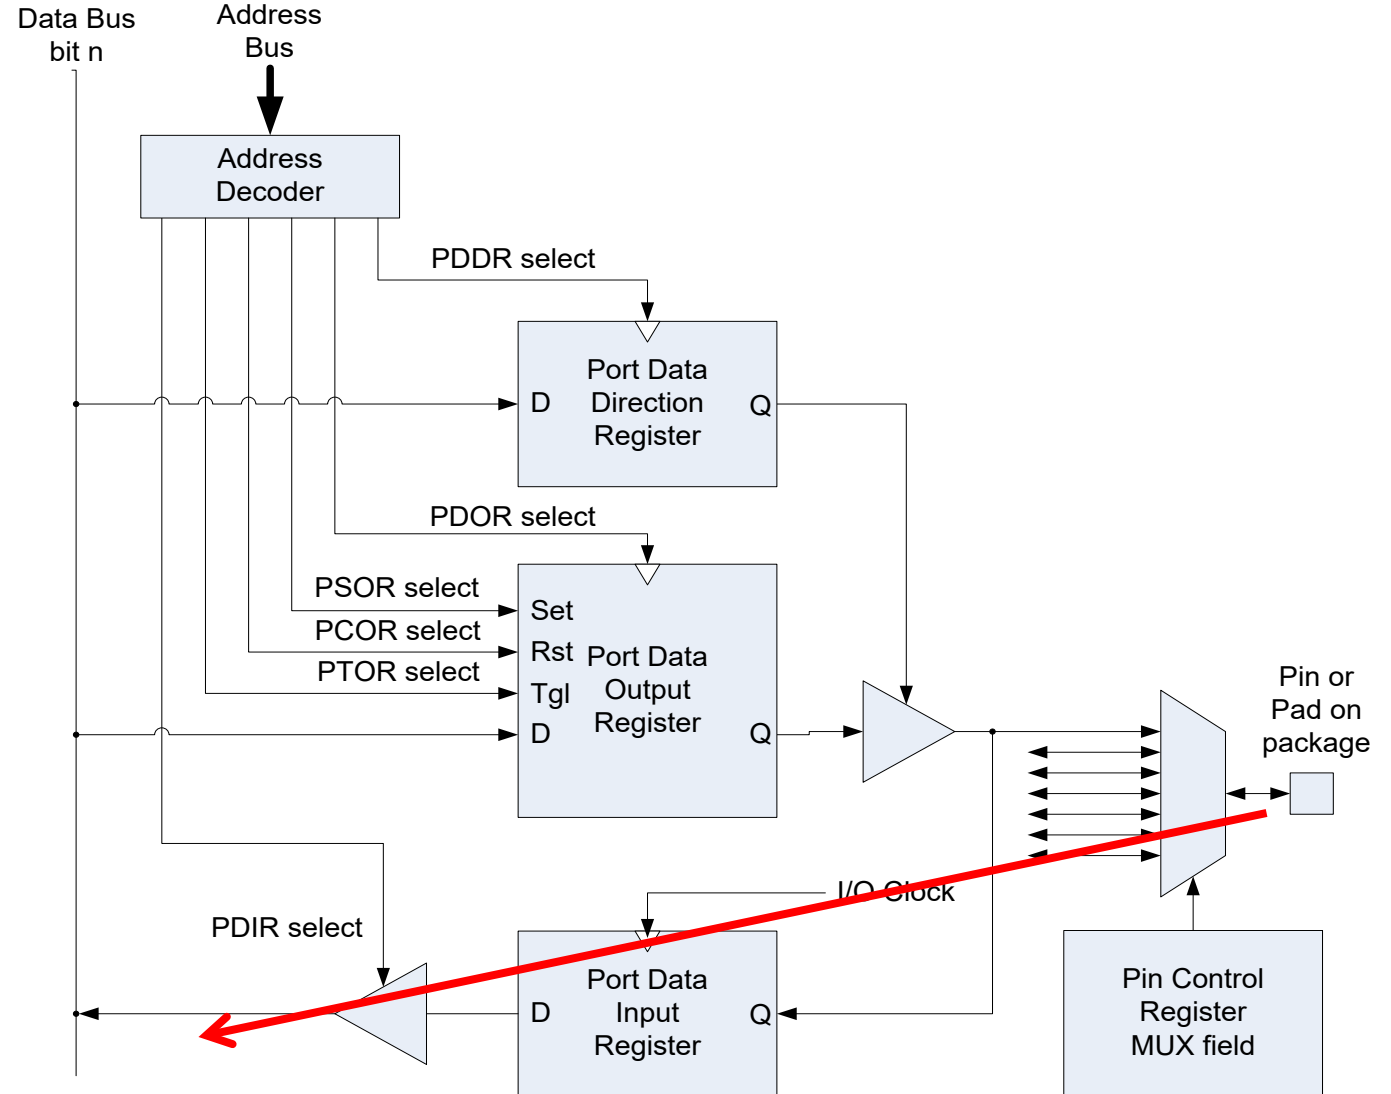 Data Bus
bit n
Address
Bus
Address
Decoder
PDDR select
Port Data
Direction
Register
D
Q
PDOR select
PSOR select
PCOR select
PTOR select
Set
Rst
Tgl
D
Port Data
Output
Register
Q
Pin or
Pad on
package
I/O Clock
PDIR select
Port Data
Input
Register
D
Q
Pin Control
Register
MUX field